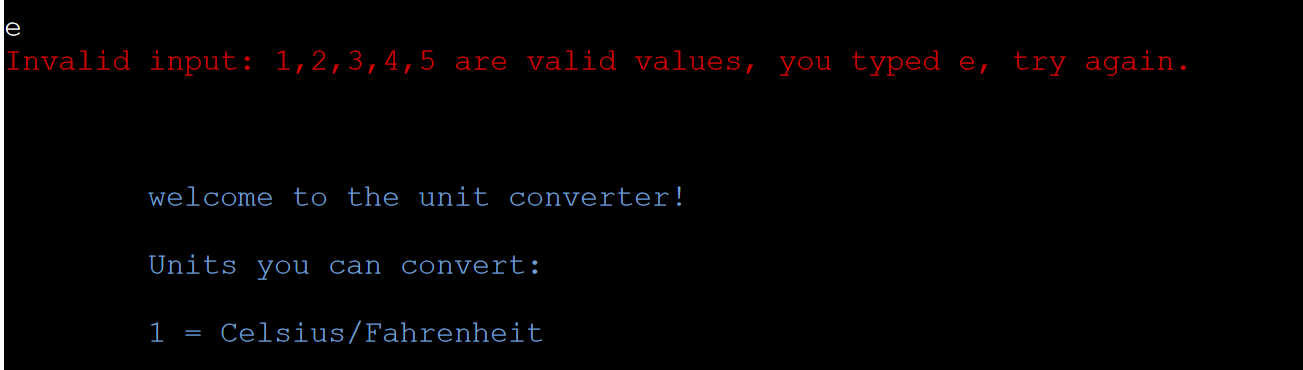 e
Invalid input: 1,2,3,4,5 are valid values, you typed e, try again.
welcome to the unit converter!
Units you can convert:
1 = Celsius/Fahrenheit